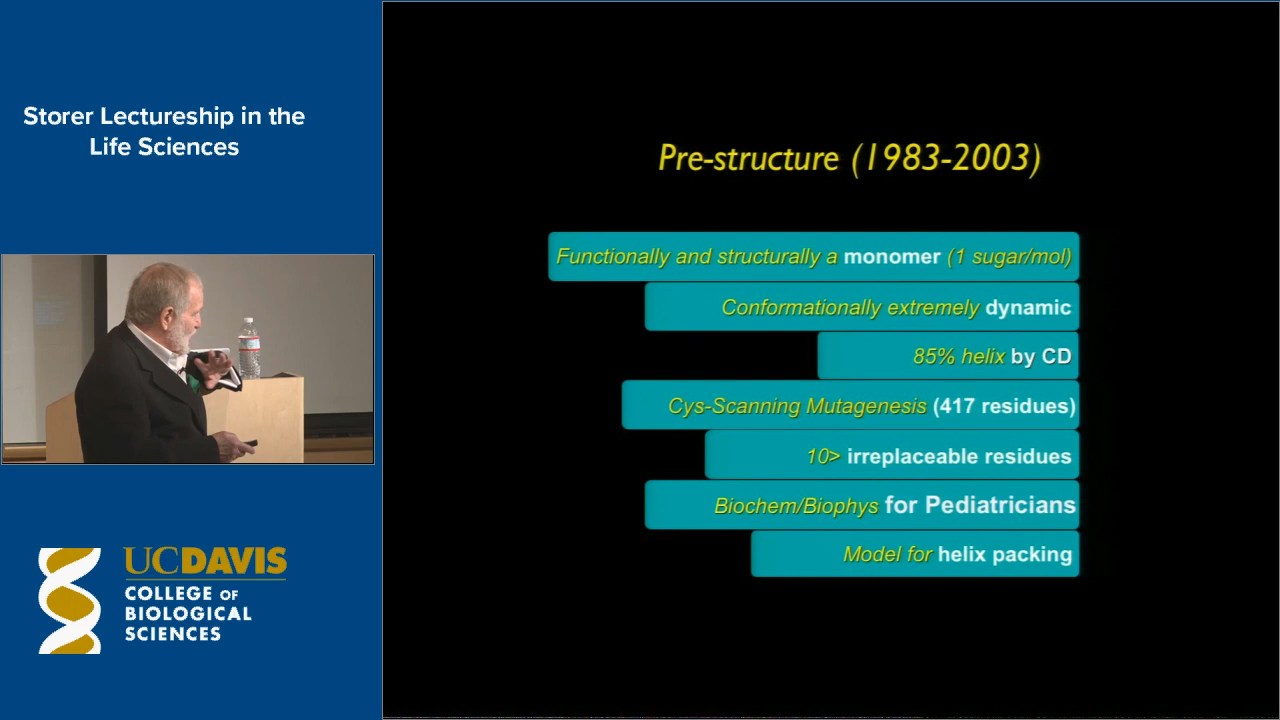 Storer Lectureship in the
Life Sciences
UCDAVIS
COLLEGE OF
BIOLOGICAL
SCIENCES
Pre-structure (1983-2003)
Functionally and structurally a monomer (1 sugar/mol)
Conformationally extremely dynamic
85% helix by CD
Cys-Scanning Mutagenesis (417 residues)
10> irreplaceable residues
Biochem/Biophys for Pediatricians
Model for helix packing